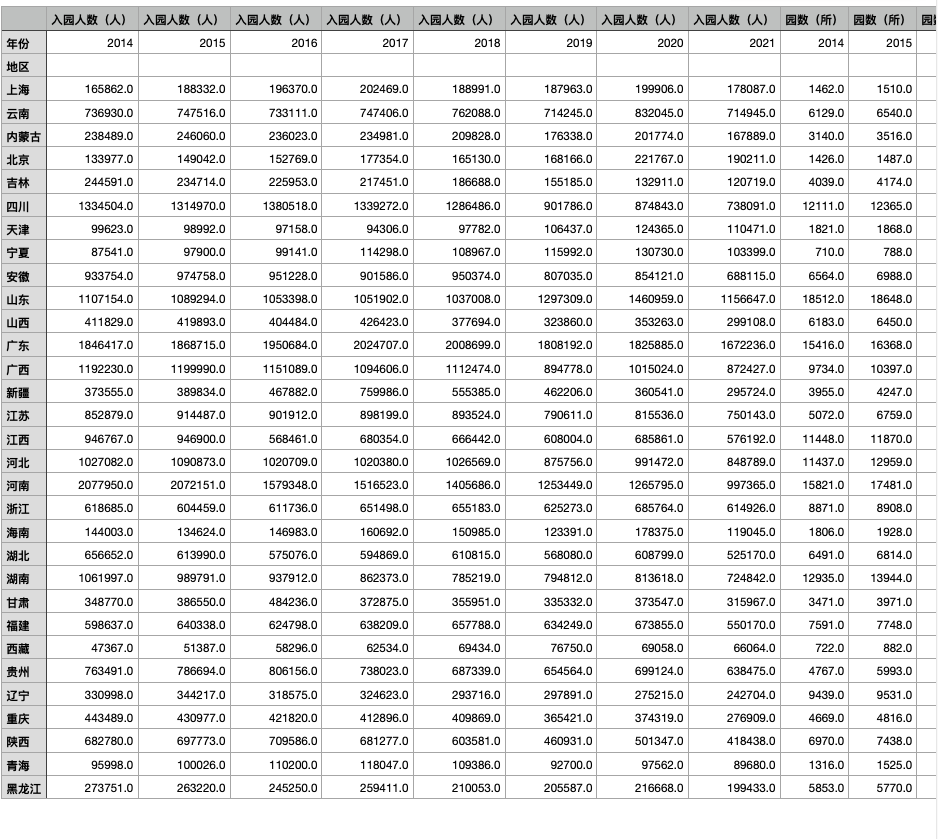 入园人数（人） 入园人数（人） 入园人数（人） 入园人数（人） 入园人数（人） 入园人数（人） 入园人数（人） 入园人数（人） 园数（所） 园数（所）
年份 2014 2015 2016 2017 2018 2019 2020 2021 2014 2015
地区
上海 165862.0 188332.0 196370.0 202469.0 188991.0 187963.0 199906.0 178087.0 1462.0 1510.0
云南 736930.0 747516.0 733111.0 747406.0 762088.0 714245.0 832045.0 714945.0 6129.0 6540.0
内蒙古 238489.0 246060.0 236023.0 234981.0 209828.0 176338.0 201774.0 167889.0 3140.0 3516.0
北京 133977.0 149042.0 152769.0 177354.0 165130.0 168166.0 221767.0 190211.0 1426.0 1487.0
吉林 244591.0 234714.0 225953.0 217451.0 186688.0 155185.0 132911.0 120719.0 4039.0 4174.0
四川 1334504.0 1314970.0 1380518.0 1339272.0 1286486.0 901786.0 874843.0 738091.0 12111.0 12365.0
天津 99623.0 98992.0 97158.0 94306.0 97782.0 106437.0 124365.0 110471.0 1821.0 1868.0
宁夏 87541.0 97900.0 99141.0 114298.0 108967.0 115992.0 130730.0 103399.0 710.0 788.0
安徽 933754.0 974758.0 951228.0 901586.0 950374.0 807035.0 854121.0 688115.0 6564.0 6988.0
山东 1107154.0 1089294.0 1053398.0 1051902.0 1037008.0 1297309.0 1460959.0 1156647.0 18512.0 18648.0
山西 411829.0 419893.0 404484.0 426423.0 377694.0 323860.0 353263.0 299108.0 6183.0 6450.0
广东 1846417.0 1868715.0 1950684.0 2024707.0 2008699.0 1808192.0 1825885.0 1672236.0 15416.0 16368.0
广西 1192230.0 1199990.0 1151089.0 1094606.0 1112474.0 894778.0 1015024.0 872427.0 9734.0 10397.0
新疆 373555.0 389834.0 467882.0 759986.0 555385.0 462206.0 360541.0 295724.0 3955.0 4247.0
江苏 852879.0 914487.0 901912.0 898199.0 893524.0 790611.0 815536.0 750143.0 5072.0 6759.0
江西 946767.0 946900.0 568461.0 680354.0 666442.0 608004.0 685861.0 576192.0 11448.0 11870.0
河北 1027082.0 1090873.0 1020709.0 1020380.0 1026569.0 875756.0 991472.0 848789.0 11437.0 12959.0
河南 2077950.0 2072151.0 1579348.0 1516523.0 1405686.0 1253449.0 1265795.0 997365.0 15821.0 17481.0
浙江 618685.0 604459.0 611736.0 651498.0 655183.0 625273.0 685764.0 614926.0 8871.0 8908.0
海南 144003.0 134624.0 146983.0 160692.0 150985.0 123391.0 178375.0 119045.0 1806.0 1928.0
湖北 656652.0 613990.0 575076.0 594869.0 610815.0 568080.0 608799.0 525170.0 6491.0 6814.0
湖南 1061997.0 989791.0 937912.0 862373.0 785219.0 794812.0 813618.0 724842.0 12935.0 13944.0
甘肃 348770.0 386550.0 484236.0 372875.0 355951.0 335332.0 373547.0 315967.0 3471.0 3971.0
福建 598637.0 640338.0 624798.0 638209.0 657788.0 634249.0 673855.0 550170.0 7591.0 7748.0
西藏 47367.0 51387.0 58296.0 62534.0 69434.0 76750.0 69058.0 66064.0 722.0 882.0
贵州 763491.0 786694.0 806156.0 738023.0 687339.0 654564.0 699124.0 638475.0 4767.0 5993.0
辽宁 330998.0 344217.0 318575.0 324623.0 293716.0 297891.0 275215.0 242704.0 9439.0 9531.0
重庆 443489.0 430977.0 421820.0 412896.0 409869.0 365421.0 374319.0 276909.0 4669.0 4816.0
陕西 682780.0 697773.0 709586.0 681277.0 603581.0 460931.0 501347.0 418438.0 6970.0 7438.0
青海 95998.0 100026.0 110200.0 118047.0 109386.0 92700.0 97562.0 89680.0 1316.0 1525.0
黑龙江 273751.0 263220.0 245250.0 259411.0 210053.0 205587.0 216668.0 199433.0 5853.0 5770.0